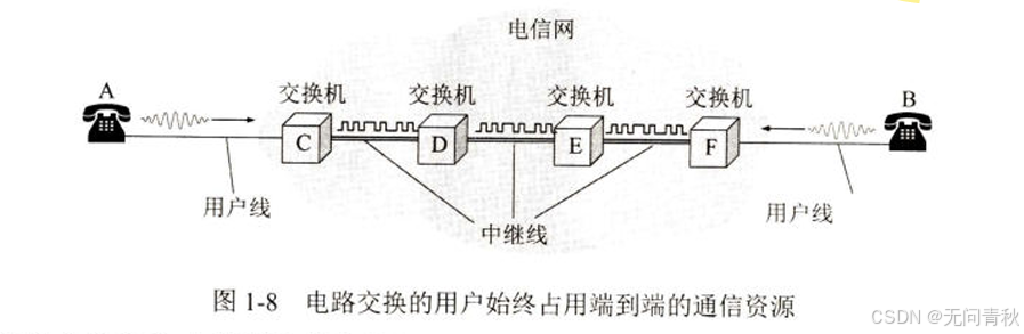 电信网
A
交换机
交换机
交换机
交换机
B
C
D
E
F
用户线
中继线
用户线
图 1-8 电路交换的用户始终占用端到端的通信资源
CSDN @无问青秋